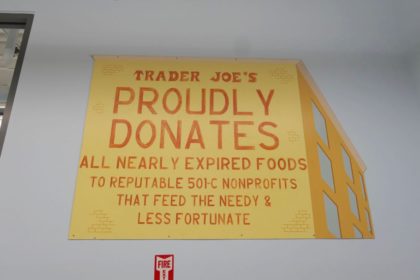 TRADER JOE'S
PROUDLY
DONATES
ALL NEARLY EXPIRED FOODS
TO REPUTABLE 501-C NONPROFITS
THAT FEED THE NEEDY &
LESS FORTUNATE
FIRE